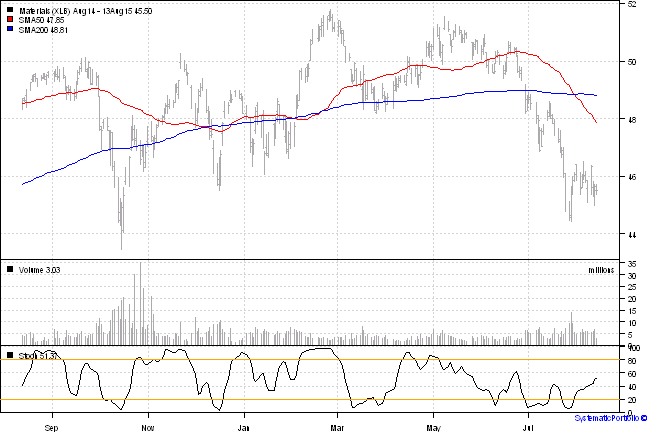 Materials (XLB) Aug 14 - 13Aug15 45.50
SMA50 47.85
SMA200 48.81
52
50
48
46
44
Volume 3.03
millions
35
30
25
20
15
10
5
0
Stoch 51.37
100
80
60
40
20
0
Sep
Nov
Jan
Mar
May
Jul
SystematicPortfolio ©